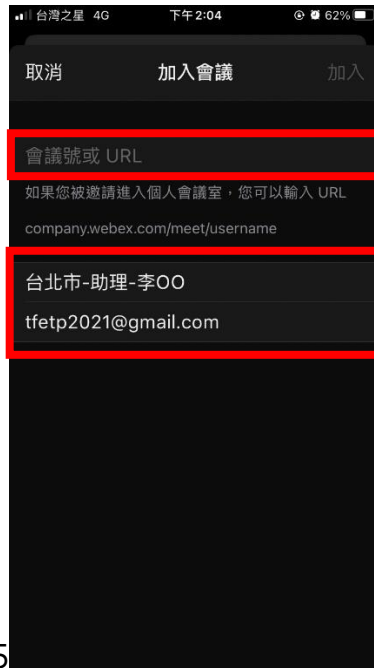 台灣之星 4G 下午2:04 62%
取消 加入會議 加入
會議號或 URL
如果您被邀請進入個人會議室，您可以輸入 URL
company.webex.com/meet/username
台北市-助理-李OO
tfetp2021@gmail.com
5